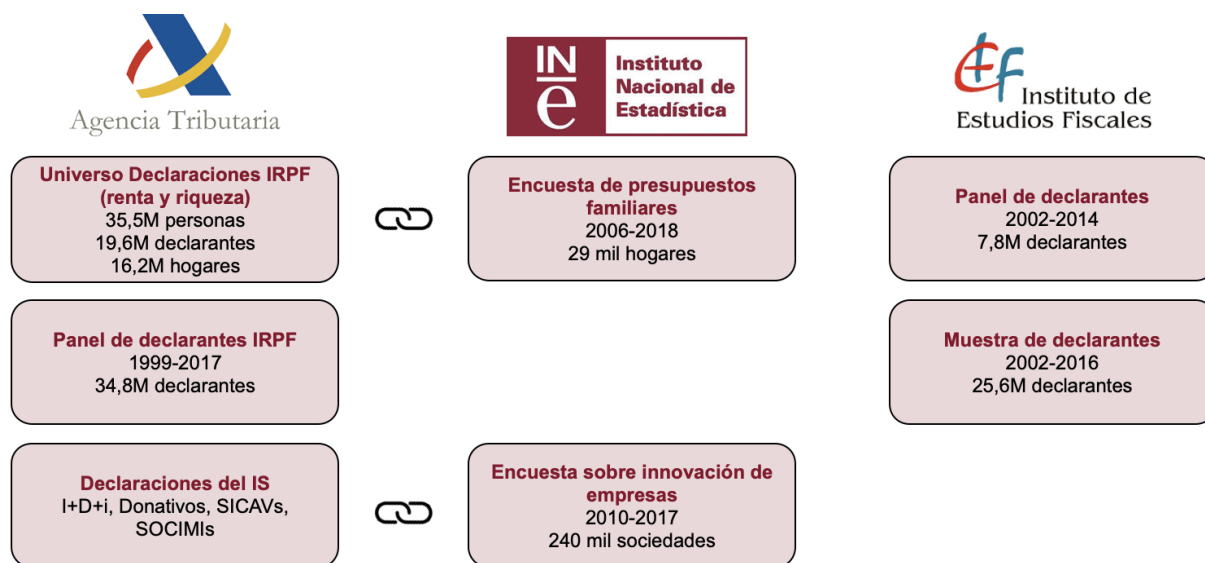 Agencia Tributaria
INe
Instituto
Nacional de
Estadística
Instituto de
Estudios Fiscales
Universo Declaraciones IRPF
(renta y riqueza)
35,5M personas
19,6M declarantes
16,2M hogares
Encuesta de presupuestos
familiares
2006-2018
29 mil hogares
Panel de declarantes
2002-2014
7,8M declarantes
Panel de declarantes IRPF
1999-2017
34,8M declarantes
Muestra de declarantes
2002-2016
25,6M declarantes
Declaraciones del IS
I+D+i, Donativos, SICAVs,
SOCIMIs
Encuesta sobre innovación de
empresas
2010-2017
240 mil sociedades